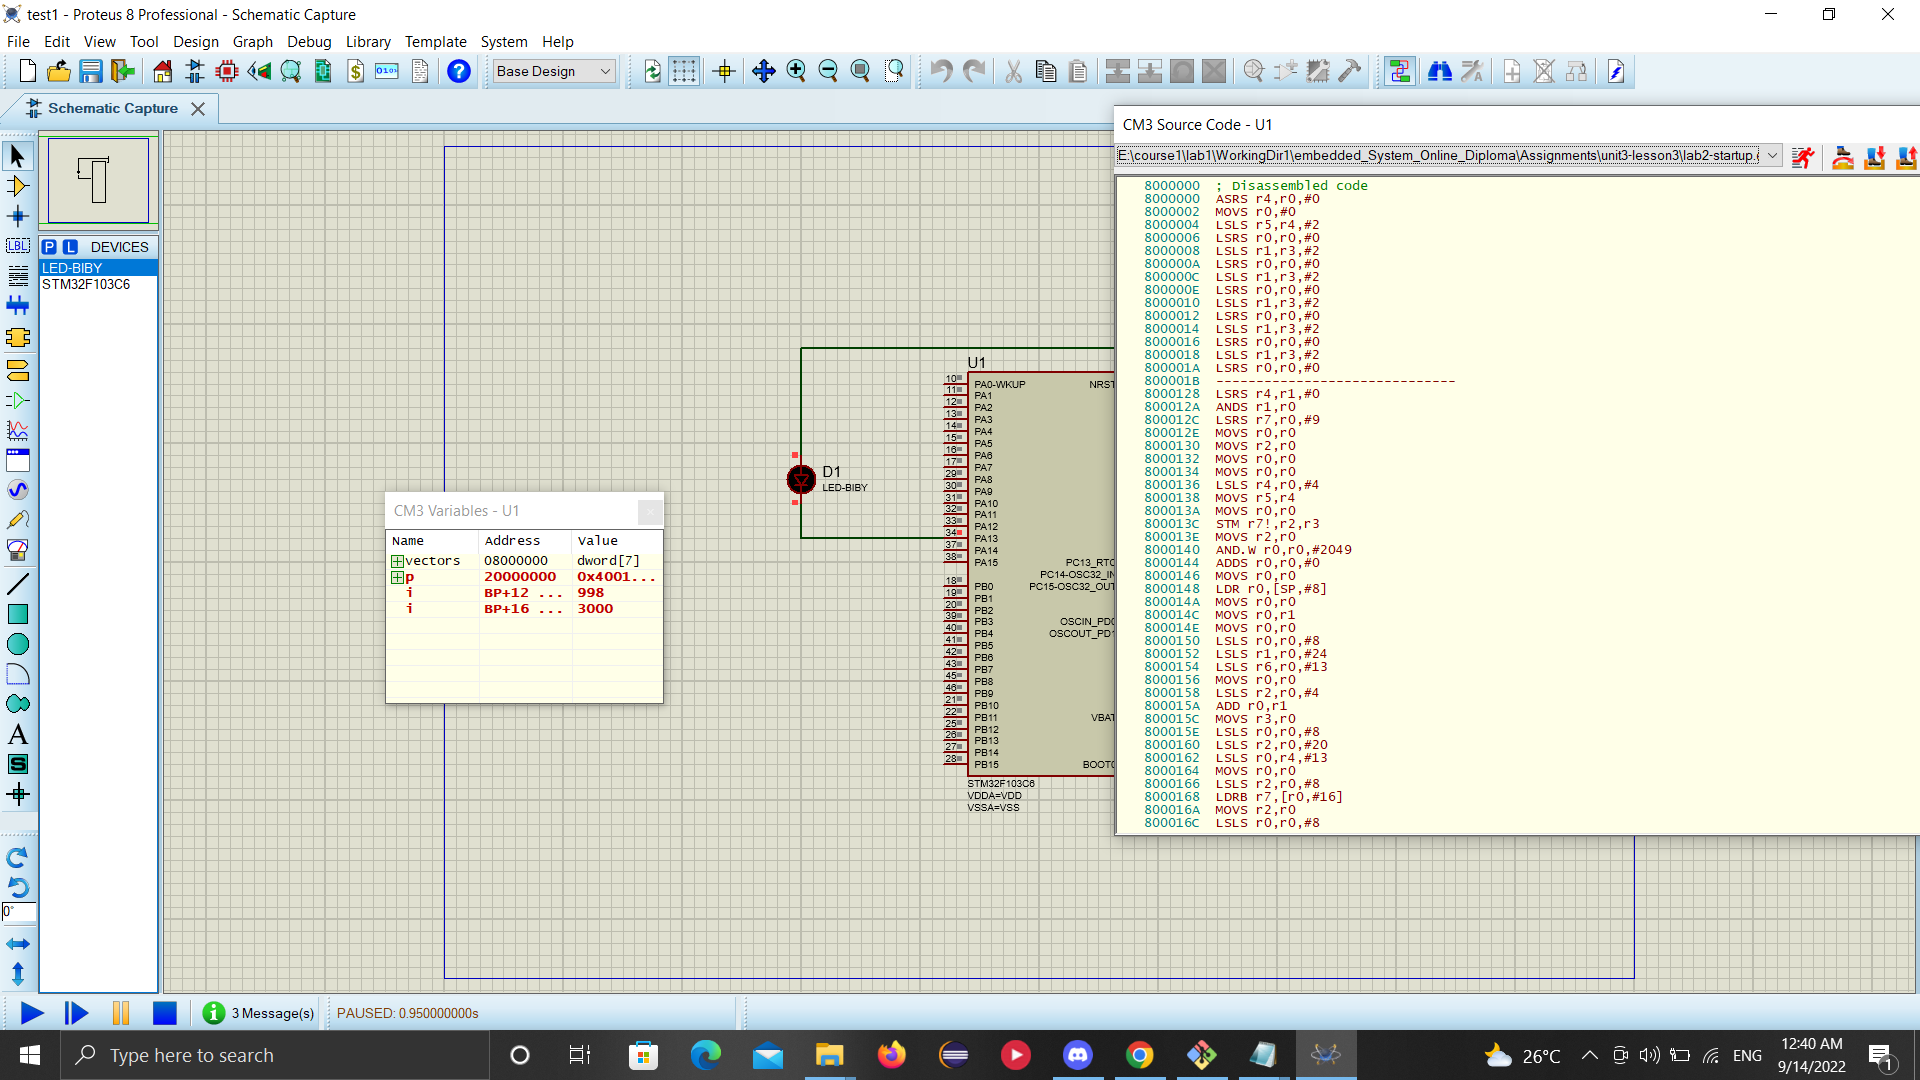 test1 - Proteus 8 Professional - Schematic Capture
File Edit View Tool Design Graph Debug Library Template System Help
Base Design
Schematic Capture
CM3 Source Code - U1
E:\course1\lab1\WorkingDir1\embedded_System_Online_Diploma\Assignments\unit3-lesson3\lab2-startup.
P L DEVICES
LED-BIBY
STM32F103C6
LBL
A
S
0°
8000000 ; Disassembled code
8000000 ASRS r4,r0,#0
8000002 MOVS r0,#0
8000004 LSLS r5,r4,#2
8000006 LSRS r0,r0,#0
8000008 LSLS r1,r3,#2
800000A LSRS r0,r0,#0
800000C LSLS r1,r3,#2
800000E LSRS r0,r0,#0
8000010 LSLS r1,r3,#2
8000012 LSRS r0,r0,#0
8000014 LSLS r1,r3,#2
8000016 LSRS r0,r0,#0
8000018 LSLS r1,r3,#2
800001A LSRS r0,r0,#0
800001B ------------------------------
8000128 LSRS r4,r1,#0
800012A ANDS r1,r0
800012C LSRS r7,r0,#9
800012E MOVS r0,r0
8000130 MOVS r2,r0
8000132 MOVS r0,r0
8000134 MOVS r0,r0
8000136 LSLS r4,r0,#4
8000138 MOVS r5,r4
800013A MOVS r0,r0
800013C STM r7!,r2,r3
800013E MOVS r2,r0
8000140 AND.W r0,r0,#2049
8000144 ADDS r0,r0,#0
8000146 MOVS r0,r0
8000148 LDR r0,[SP,#8]
800014A MOVS r0,r0
800014C MOVS r0,r1
800014E MOVS r0,r0
8000150 LSLS r0,r0,#8
8000152 LSLS r1,r0,#24
8000154 LSLS r6,r0,#13
8000156 MOVS r0,r0
8000158 LSLS r2,r0,#4
800015A ADD r0,r1
800015C MOVS r3,r0
800015E LSLS r0,r0,#8
8000160 LSLS r2,r0,#20
8000162 LSLS r0,r4,#13
8000164 MOVS r0,r0
8000166 LSLS r2,r0,#8
8000168 LDRB r7,[r0,#16]
800016A MOVS r2,r0
800016C LSLS r0,r0,#8
D1
LED-BIBY
CM3 Variables - U1
Name Address Value
vectors 08000000 dword[7]
p 20000000 0x4001...
i BP+12 ... 998
i BP+16 ... 3000
U1
10 PA0-WKUP NRST
11 PA1
12 PA2
13 PA3
14 PA4
15 PA5
16 PA6
17 PA7
29 PA8
30 PA9
31 PA10
32 PA11
33 PA12
34 PA13
37 PA14
38 PA15 PC13_RTC
PC14-OSC32_IN
18 PB0 PC15-OSC32_OUT
19 PB1
20 PB2
39 PB3 OSCIN_PD0
40 PB4 OSCOUT_PD1
41 PB5
42 PB6
43 PB7
45 PB8
46 PB9
21 PB10
22 PB11 VBAT
25 PB12
26 PB13
27 PB14
28 PB15 BOOT0
STM32F103C6
VDDA=VDD
VSSA=VSS
3 Message(s)
PAUSED: 0.950000000s
Type here to search
26°C
ENG
12:40 AM
9/14/2022
1